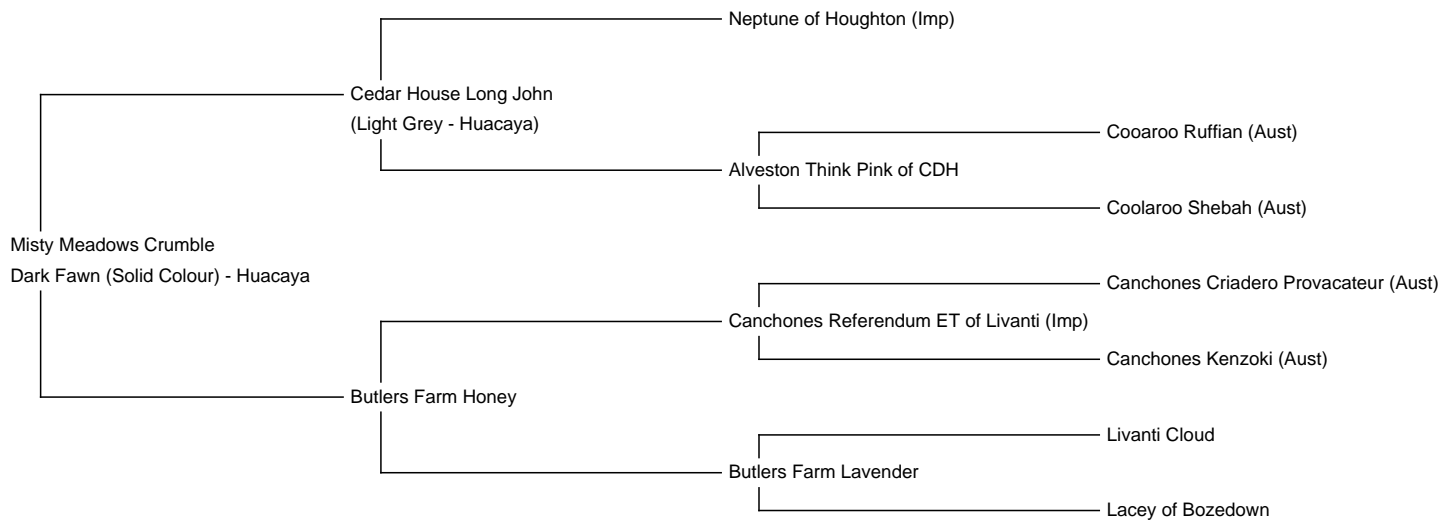 Neptune of Houghton (Imp)
Cedar House Long John
(Light Grey - Huacaya)
Cooaroo Ruffian (Aust)
Alveston Think Pink of CDH
Coolaroo Shebah (Aust)
Misty Meadows Crumble
Dark Fawn (Solid Colour) - Huacaya
Canchones Criadero Provacateur (Aust)
Canchones Referendum ET of Livanti (Imp)
Canchones Kenzoki (Aust)
Butlers Farm Honey
Livanti Cloud
Butlers Farm Lavender
Lacey of Bozedown